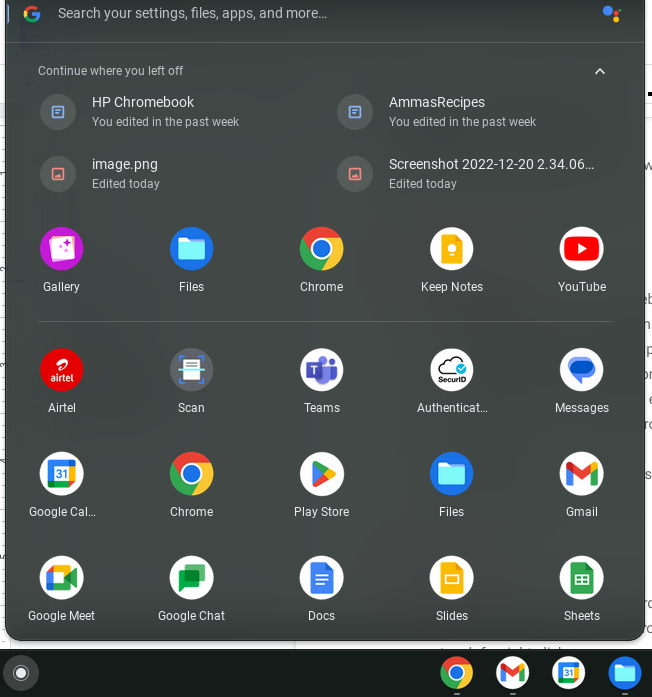 Search your settings, files, apps, and more...
Continue where you left off
HP Chromebook
You edited in the past week
AmmasRecipes
You edited in the past week
image.png
Edited today
Screenshot 2022-12-20 2.34.06...
Edited today
Gallery
Files
Chrome
Keep Notes
YouTube
airtel
SecurID
Airtel
Scan
Teams
Authenticat...
Messages
31
Google Cal...
Chrome
Play Store
Files
Gmail
Google Meet
Google Chat
Docs
Slides
Sheets
31